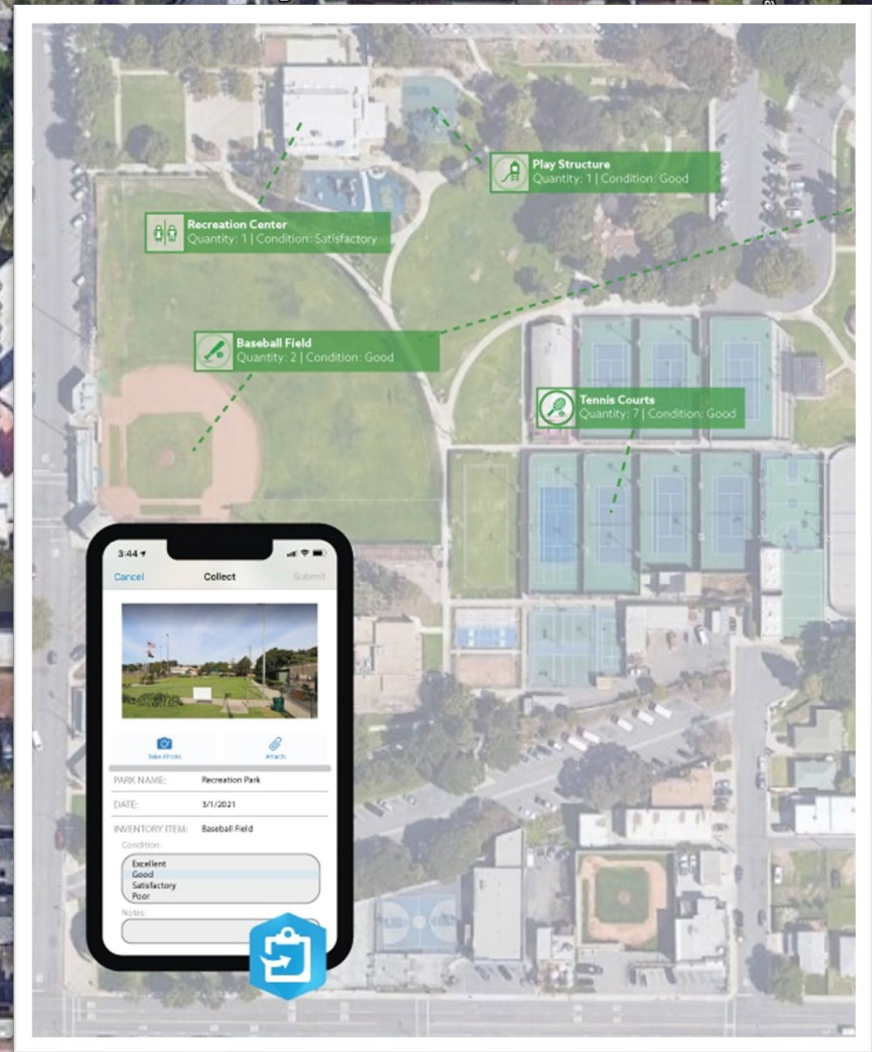 Play Structure
Quantity: 1 | Condition: Good
Recreation Center
Quantity: 1 | Condition: Satisfactory
Baseball Field
Quantity: 2 | Condition: Good
Tennis Courts
Quantity: 7 | Condition: Good
3:44
Cancel Collect Submit
Take Photo Attach
PARK NAME: Recreation Park
DATE: 3/1/2021
INVENTORY ITEM: Baseball Field
Condition:
Excellent
Good
Satisfactory
Poor
Notes: